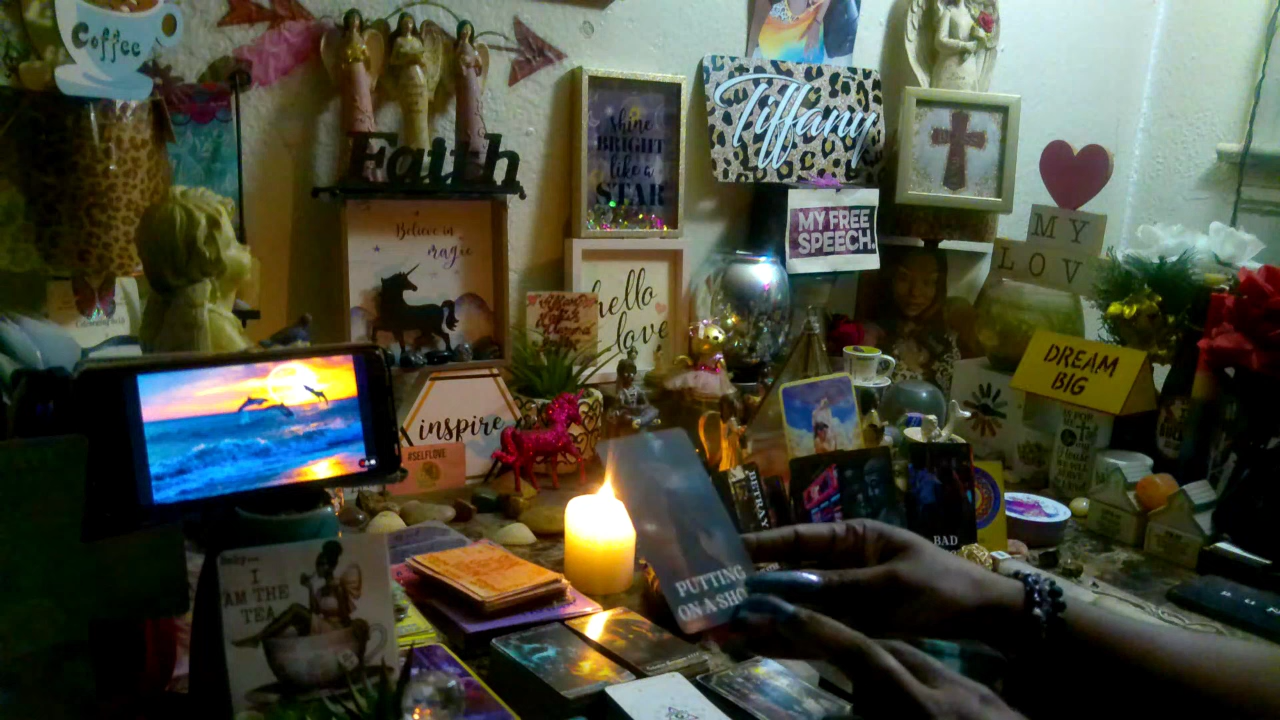 Coffee
Faith
Believe in
magic
Shine
BRIGHT
like a
STAR
Tiffany
MY FREE
SPEECH.
MY
LOV
hello
love
DREAM
BIG
inspire
#SELFLOVE
I
AM THE
TEA
PUTTING
ON A SHO
BETRAY
BAD